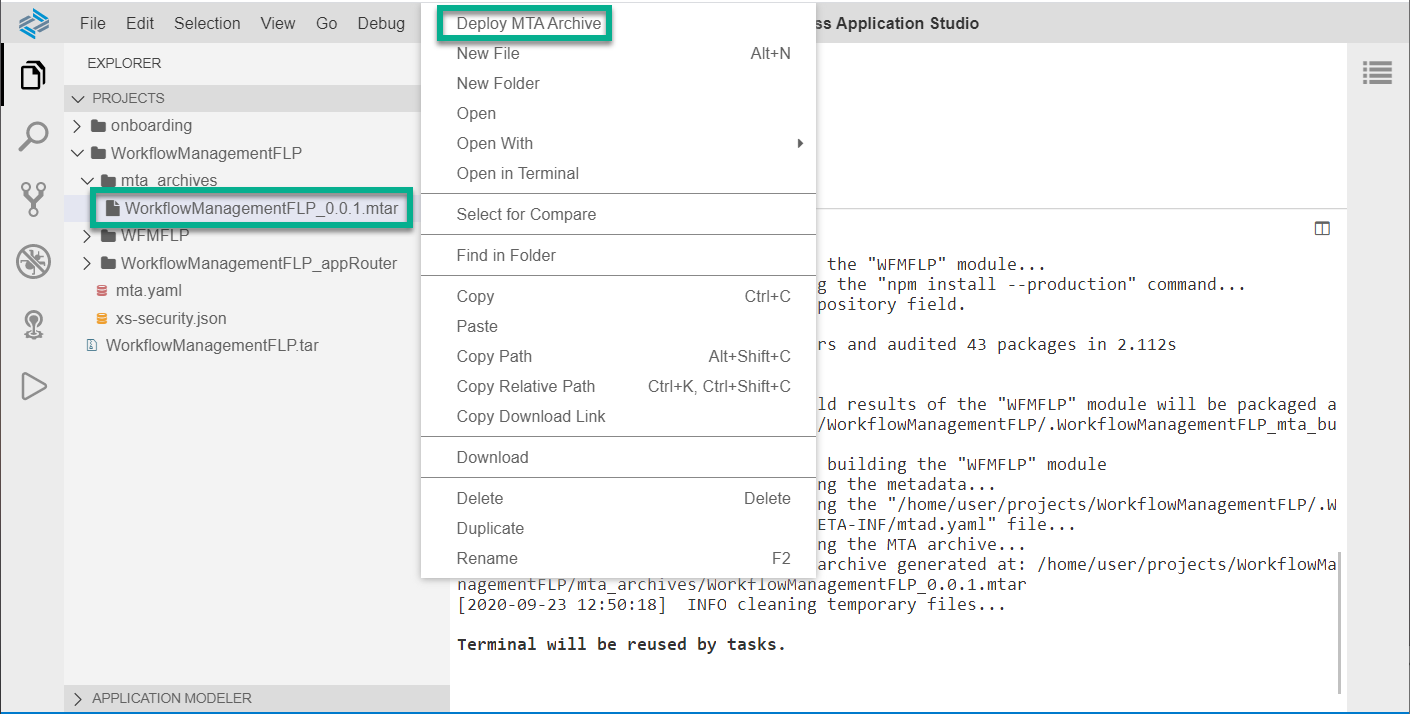 File Edit Selection View Go Debug
ss Application Studio
EXPLORER
PROJECTS
onboarding
WorkflowManagementFLP
mta_archives
WorkflowManagementFLP_0.0.1.mtar
WFMFLP
WorkflowManagementFLP_appRouter
mta.yaml
xs-security.json
WorkflowManagementFLP.tar
APPLICATION MODELER
Deploy MTA Archive
New File Alt+N
New Folder
Open
Open With
Open in Terminal
Select for Compare
Find in Folder
Copy Ctrl+C
Paste
Copy Path Alt+Shift+C
Copy Relative Path Ctrl+K, Ctrl+Shift+C
Copy Download Link
Download
Delete Delete
Duplicate
Rename F2
the "WFMFLP" module...
g the "npm install --production" command...
pository field.
rs and audited 43 packages in 2.112s
ld results of the "WFMFLP" module will be packaged a
/WorkflowManagementFLP/.WorkflowManagementFLP_mta_bu
building the "WFMFLP" module
ng the metadata...
ng the "/home/user/projects/WorkflowManagementFLP/.W
ETA-INF/mtad.yaml" file...
ng the MTA archive...
archive generated at: /home/user/projects/WorkflowMa
nagementFLP/mta_archives/WorkflowManagementFLP_0.0.1.mtar
[2020-09-23 12:50:18] INFO cleaning temporary files...
Terminal will be reused by tasks.